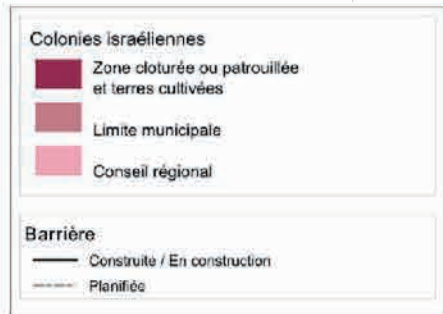 Colonies israéliennes
Zone cloturée ou patrouillée
et terres cultivées
Limite municipale
Conseil régional
Barrière
Construite / En construction
Planifiée